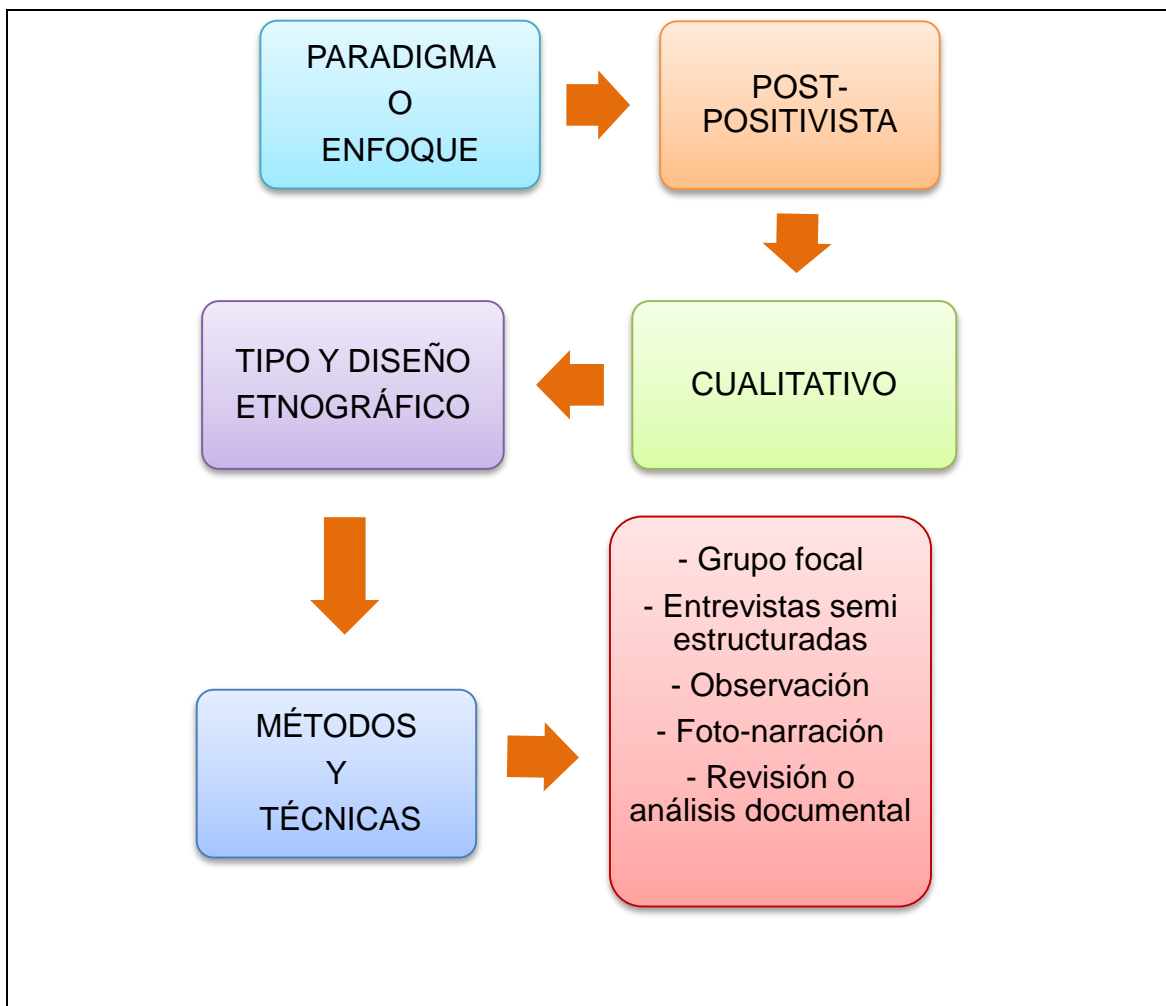 PARADIGMA
O
ENFOQUE
POST-
POSITIVISTA
CUALITATIVO
TIPO Y DISEÑO
ETNOGRÁFICO
MÉTODOS
Y
TÉCNICAS
- Grupo focal
- Entrevistas semi
estructuradas
- Observación
- Foto-narración
- Revisión o
análisis documental